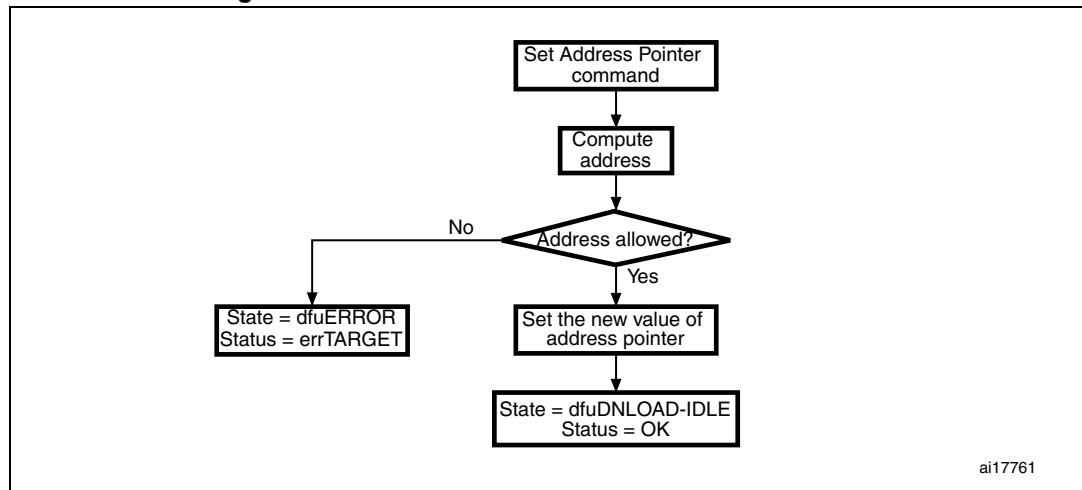 Set Address Pointer
command
Compute
address
Address allowed?
No
Yes
State = dfuERROR
Status = errTARGET
Set the new value of
address pointer
State = dfuDNLOAD-IDLE
Status = OK
ai17761